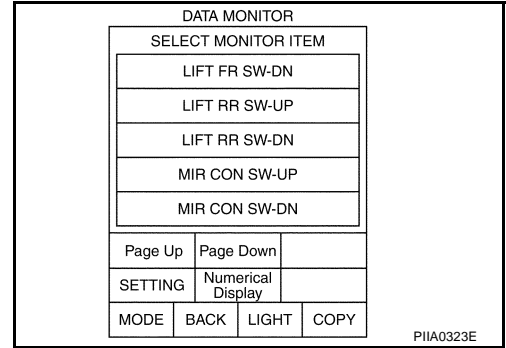 DATA MONITOR
SELECT MONITOR ITEM
LIFT FR SW-DN
LIFT RR SW-UP
LIFT RR SW-DN
MIR CON SW-UP
MIR CON SW-DN
Page Up Page Down
SETTING Numerical Display
MODE BACK LIGHT COPY
PIIA0323E